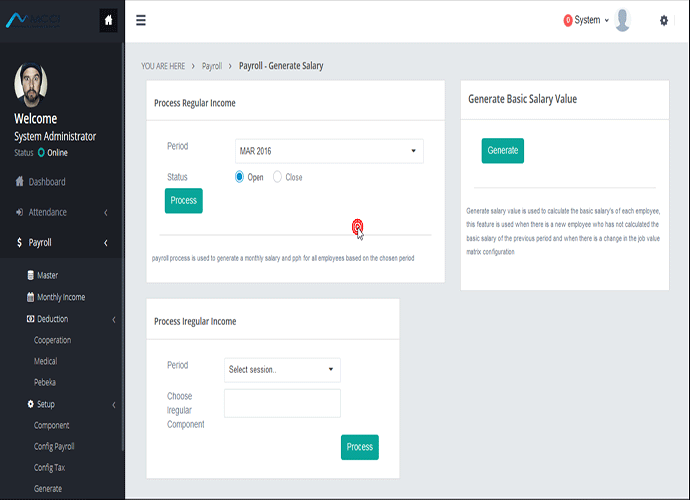 MCCI
0 System
YOU ARE HERE > Payroll > Payroll - Generate Salary
Welcome
System Administrator
Status Online
Dashboard
Attendance
$ Payroll
Master
Monthly Income
Deduction
Cooperation
Medical
Pebeka
Setup
Component
Config Payroll
Config Tax
Generate
Process Regular Income
Period
MAR 2016
Status
Open
Close
Process
payroll process is used to generate a monthly salary and pph for all employees based on the chosen period
Generate Basic Salary Value
Generate
Generate salary value is used to calculate the basic salary's of each employee,
this feature is used when there is a new employee who has not calculated the
basic salary of the previous period and when there is a change in the job value
matrix configuration
Process Iregular Income
Period
Select session..
Choose
Iregular
Component
Process